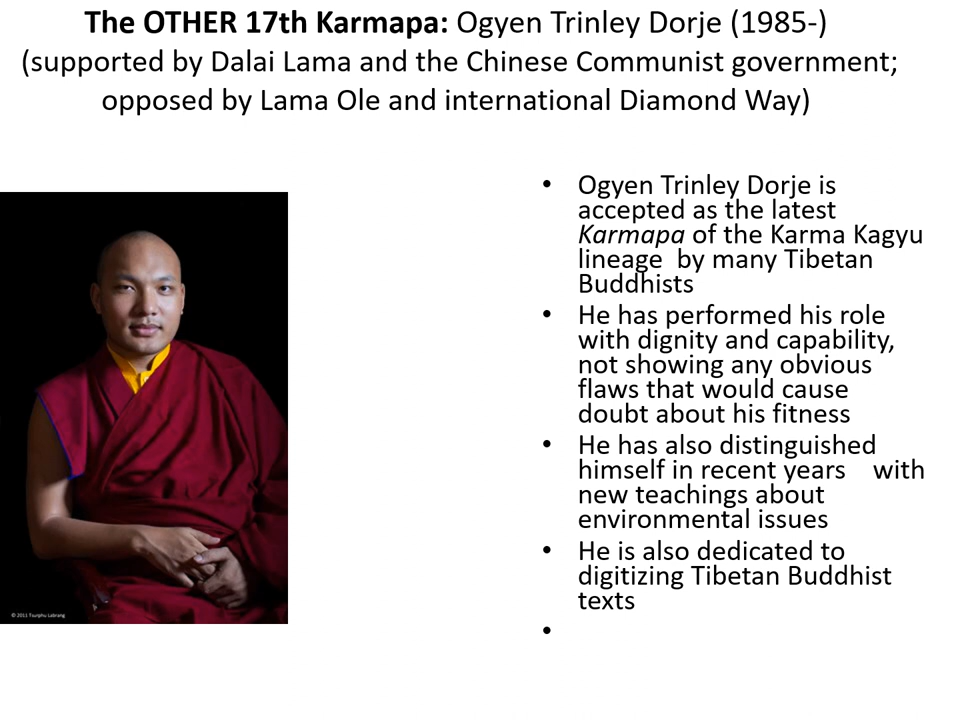 The OTHER 17th Karmapa: Ogyen Trinley Dorje (1985-)
(supported by Dalai Lama and the Chinese Communist government;
opposed by Lama Ole and international Diamond Way)
• Ogyen Trinley Dorje is
accepted as the latest
Karmapa of the Karma Kagyu
lineage  by many Tibetan
Buddhists
• He has performed his role
with dignity and capability,
not showing any obvious
flaws that would cause
doubt about his fitness
• He has also distinguished
himself in recent years    with
new teachings about
environmental issues
• He is also dedicated to
digitizing Tibetan Buddhist
texts
•
© 2011 Tsurphu Labrang